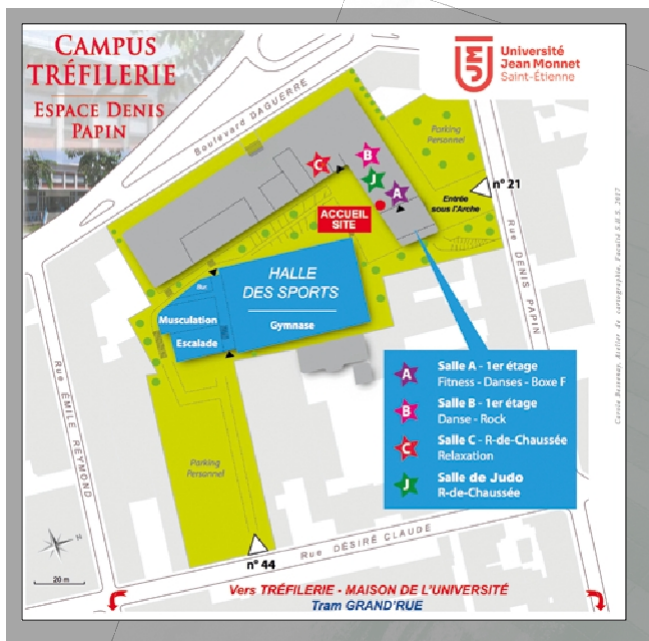 CAMPUS
TRÉFILERIE
ESPACE DENIS
PAPIN
UJM
Université
Jean Monnet
Saint-Étienne
Boulevard DAGUERRE
Parking
Personnel
n° 21
Entrée
sous l'Arche
C
B
J
A
ACCUEIL
SITE
Rue DENIS PAPIN
HALLE
DES SPORTS
Gymnase
Bur.
Musculation
Escalade
Rue ÉMILE REYMOND
Parking
Personnel
A
Salle A - 1er étage
Fitness - Danses - Boxe F
B
Salle B - 1er étage
Danse - Rock
C
Salle C - R-de-Chaussée
Relaxation
J
Salle de Judo
R-de-Chaussée
Rue DÉSIRÉ CLAUDE
n° 44
20 m
Vers TRÉFILERIE - MAISON DE L'UNIVERSITÉ
Tram GRAND'RUE